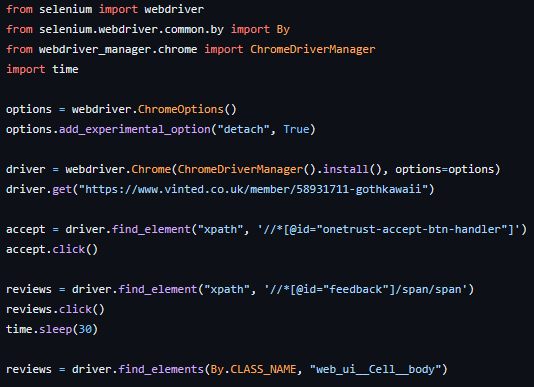 from selenium import webdriver
from selenium.webdriver.common.by import By
from webdriver_manager.chrome import ChromeDriverManager
import time
options = webdriver.ChromeOptions()
options.add_experimental_option("detach", True)
driver = webdriver.Chrome(ChromeDriverManager().install(), options=options)
driver.get("https://www.vinted.co.uk/member/58931711-gothkawaii")
accept = driver.find_element("xpath", '//*[@id="onetrust-accept-btn-handler"]')
accept.click()
reviews = driver.find_element("xpath", '//*[@id="feedback"]/span/span')
reviews.click()
time.sleep(30)
reviews = driver.find_elements(By.CLASS_NAME, "web_ui__Cell__body")